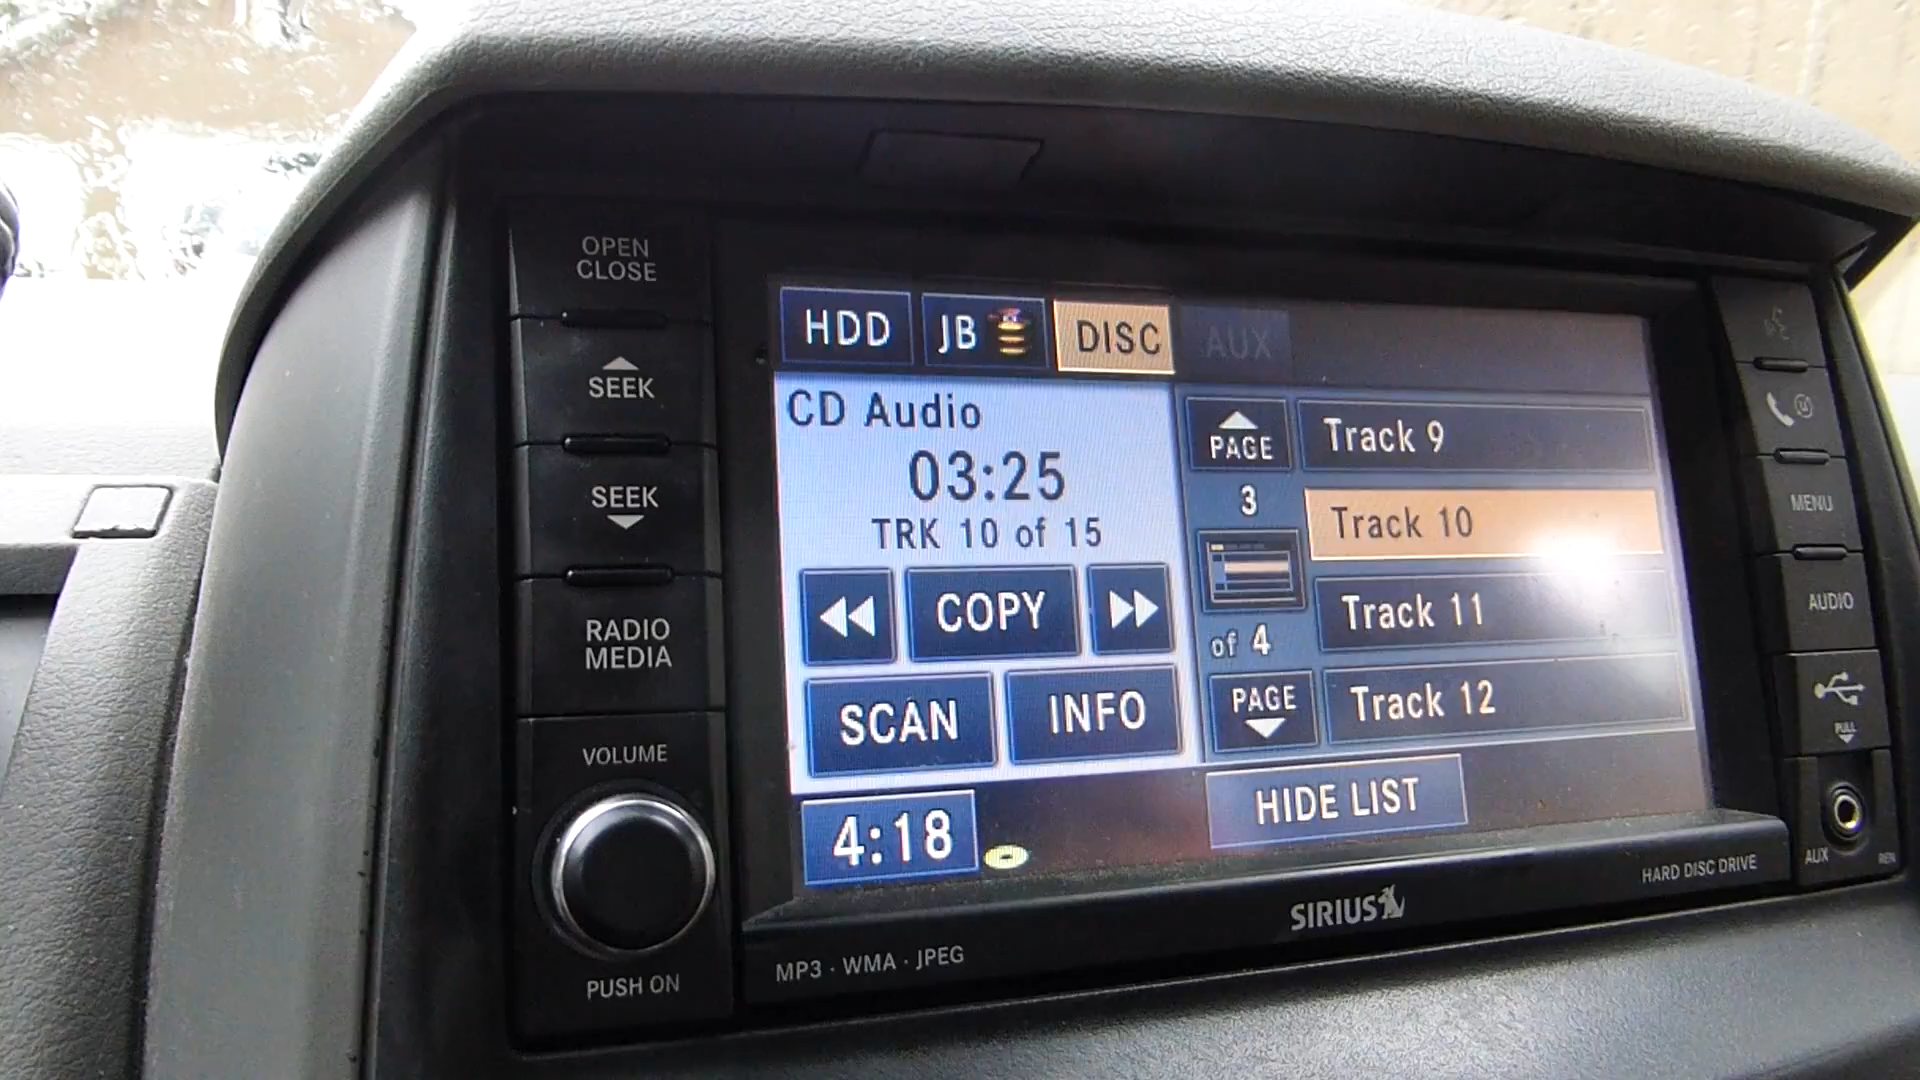 OPEN
CLOSE
SEEK
SEEK
RADIO
MEDIA
VOLUME
PUSH ON
HDD
JB
DISC
AUX
CD Audio
03:25
TRK 10 of 15
COPY
SCAN
INFO
4:18
PAGE
3
of 4
PAGE
Track 9
Track 10
Track 11
Track 12
HIDE LIST
MP3 · WMA · JPEG
SIRIUS
HARD DISC DRIVE
MENU
AUDIO
PULL
AUX